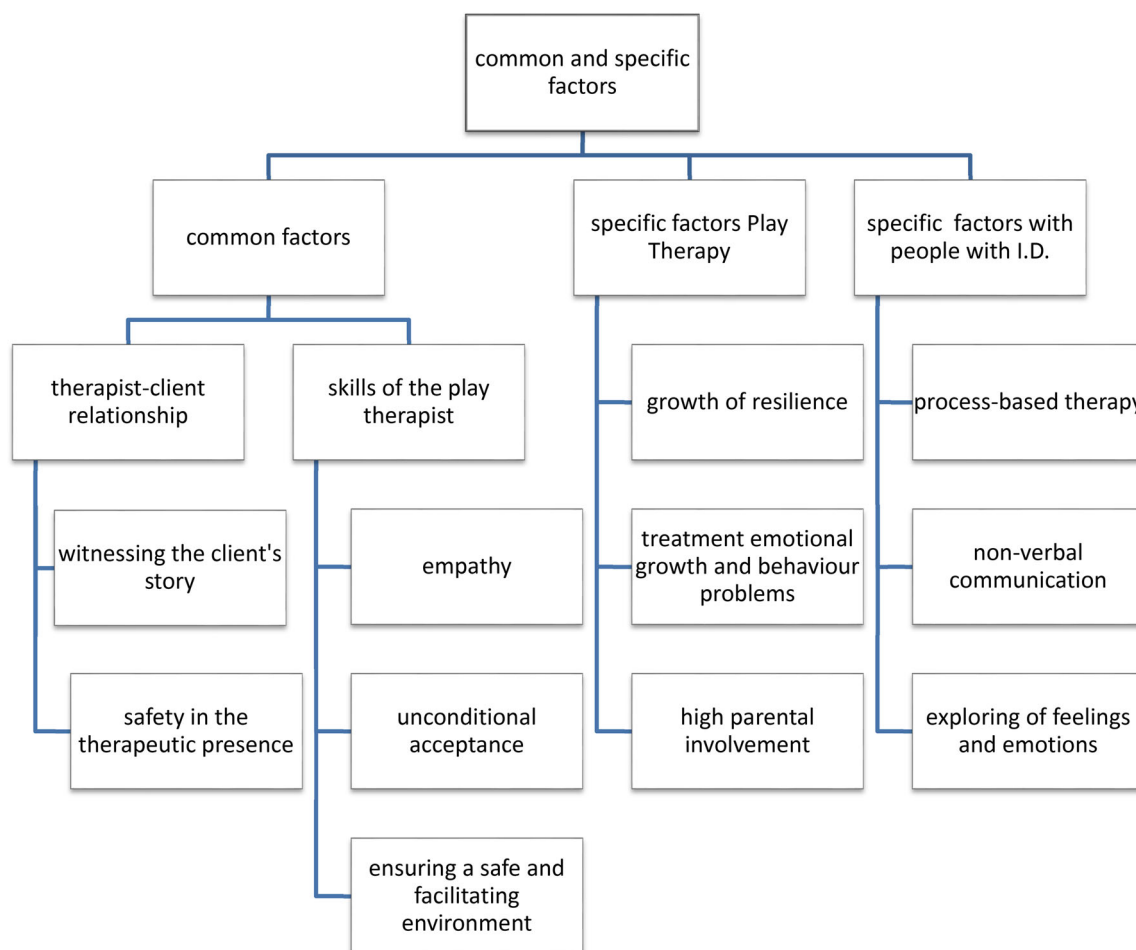 common and specific
factors
common factors
specific factors Play
Therapy
specific factors with
people with I.D.
therapist-client
relationship
skills of the play
therapist
growth of resilience
process-based therapy
witnessing the client's
story
empathy
treatment emotional
growth and behaviour
problems
non-verbal
communication
safety in the
therapeutic presence
unconditional
acceptance
high parental
involvement
exploring of feelings
and emotions
ensuring a safe and
facilitating
environment